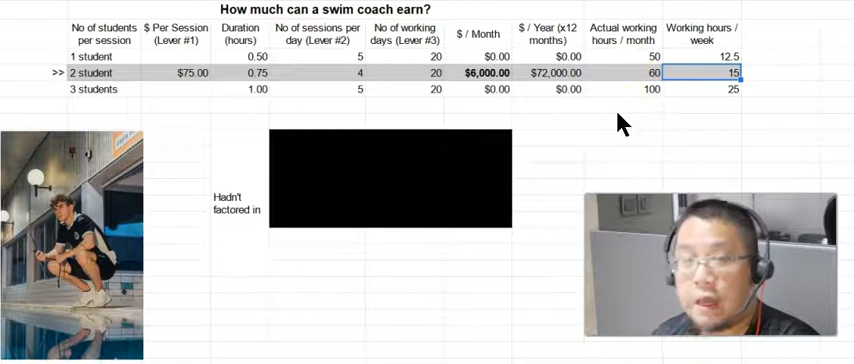 How much can a swim coach earn?
No of students per session $ Per Session (Lever #1) Duration (hours) No of sessions per day (Lever #2) No of working days (Lever #3) $ / Month $ / Year (x12 months) Actual working hours / month Working hours / week
1 student 0.50 5 20 $0.00 $0.00 50 12.5
>> 2 student $75.00 0.75 4 20 $6,000.00 $72,000.00 60 15
3 students 1.00 5 20 $0.00 $0.00 100 25
Hadn't
factored in